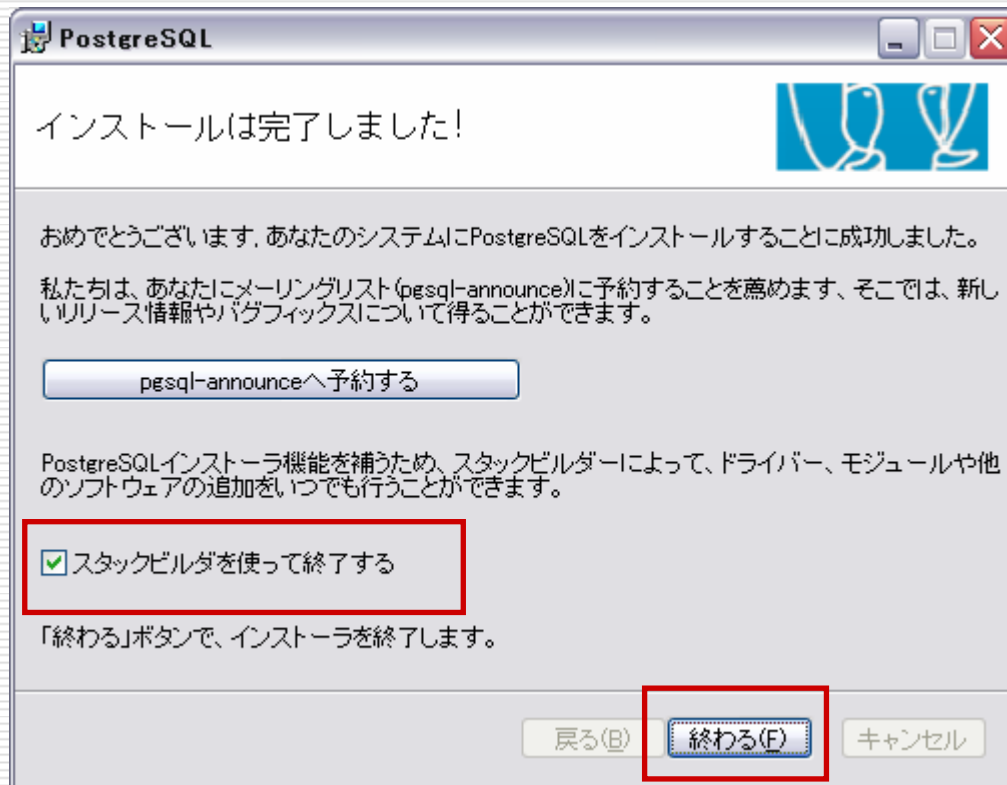 PostgreSQL
インストールは完了しました!
おめでとうございます, あなたのシステムにPostgreSQLをインストールすることに成功しました。
私たちは、あなたにメーリングリスト(pgsql-announce)に予約することを薦めます、そこでは、新し
いリリース情報やバグフィックスについて得ることができます。
pgsql-announceへ予約する
PostgreSQLインストーラ機能を補うため、スタックビルダーによって、ドライバー、モジュールや他
のソフトウェアの追加をいつでも行うことができます。
スタックビルダを使って終了する
「終わる」ボタンで、インストーラを終了します。
戻る(B) 終わる(F) キャンセル